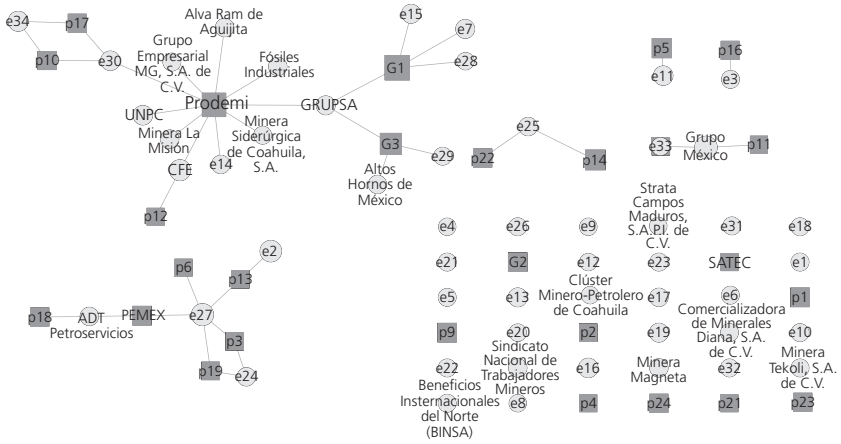 e34
p17
p10
e30
Alva Ram de
Aguijita
Grupo
Empresarial
MG, S.A. de
C.V.
Fósiles
Industriales
Prodemi
UNPC
Minera La
Misión
Minera
Siderúrgica
de Coahuila,
S.A.
CFE
e14
p12
GRUPSA
e15
e7
G1
e28
G3
e29
Altos
Hornos de
México
e25
p22
p14
p5
e11
p16
e3
e33
Grupo
México
p11
e2
p6
p13
p18
ADT
Petroservicios
PEMEX
e27
p3
p19
e24
e4
e26
e9
Strata
Campos
Maduros,
S.A.P.I. de
C.V.
e31
e18
e21
G2
e12
e23
SATEC
e1
e5
e13
Clúster
Minero-Petrolero
de Coahuila
e17
e6
p1
p9
e20
p2
e19
Comercializadora
de Minerales
Diana, S.A.
de C.V.
e10
e22
Sindicato
Nacional de
Trabajadores
Mineros
e16
Minera
Magneta
e32
Minera
Tekoli, S.A.
de C.V.
Beneficios
Insternacionales
del Norte
(BINSA)
e8
p4
p24
p21
p23